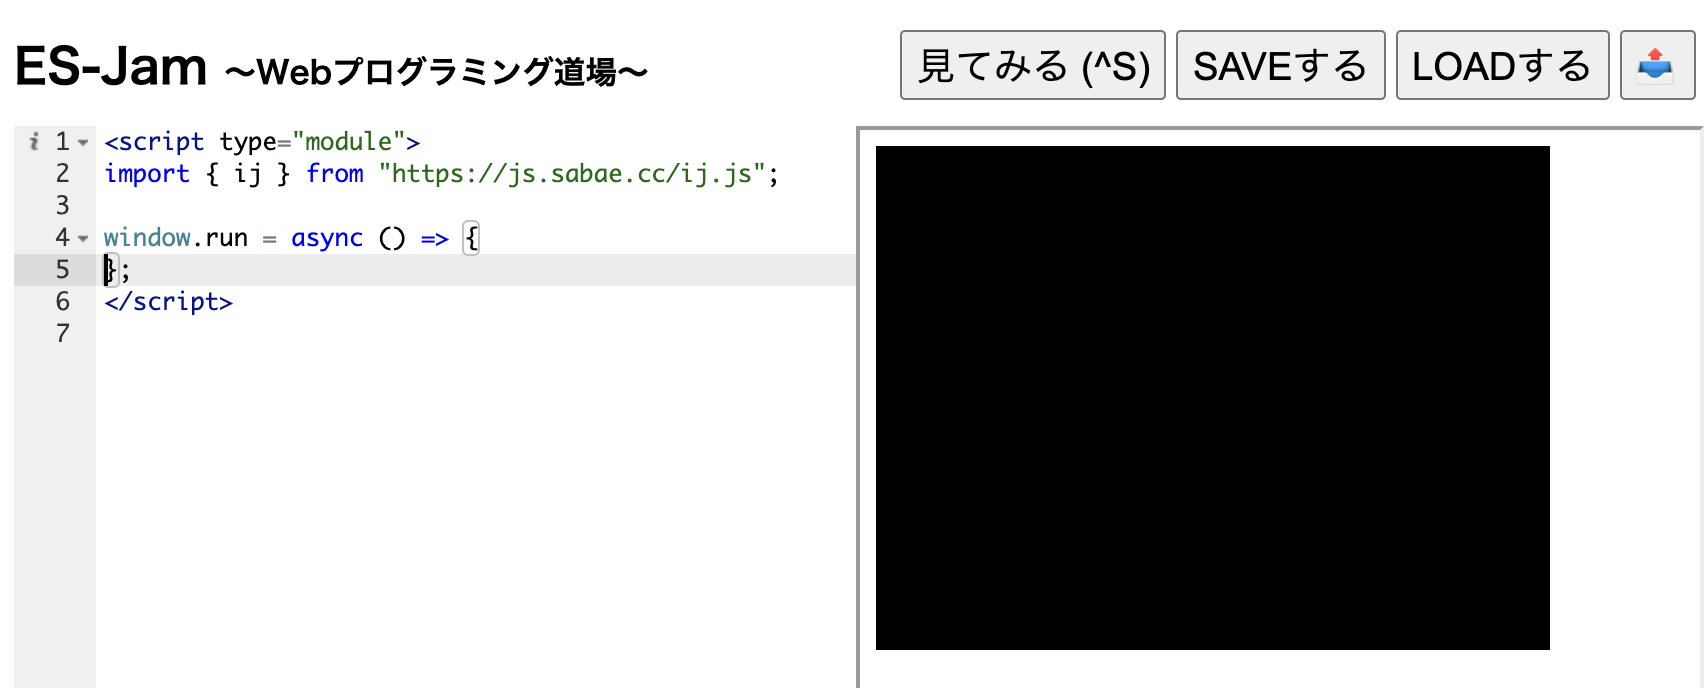 ES-Jam ～Webプログラミング道場～
見てみる (^S) SAVEする LOADする
i 1 <script type="module">
2 import { ij } from "https://js.sabae.cc/ij.js";
3
4 window.run = async () => {
5 };
6 </script>
7